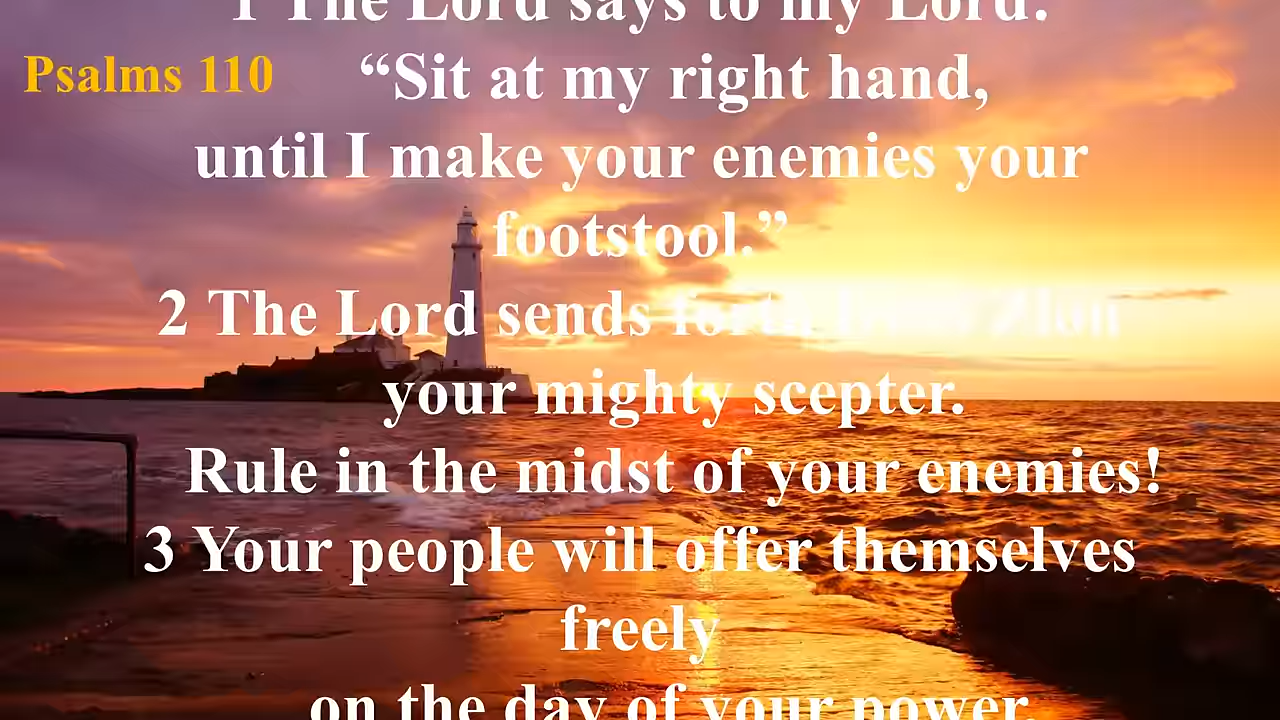 1 The Lord says to my Lord:
Psalms 110
“Sit at my right hand,
until I make your enemies your
footstool.”
2 The Lord sends forth from Zion
your mighty scepter.
Rule in the midst of your enemies!
3 Your people will offer themselves
freely
on the day of your power,